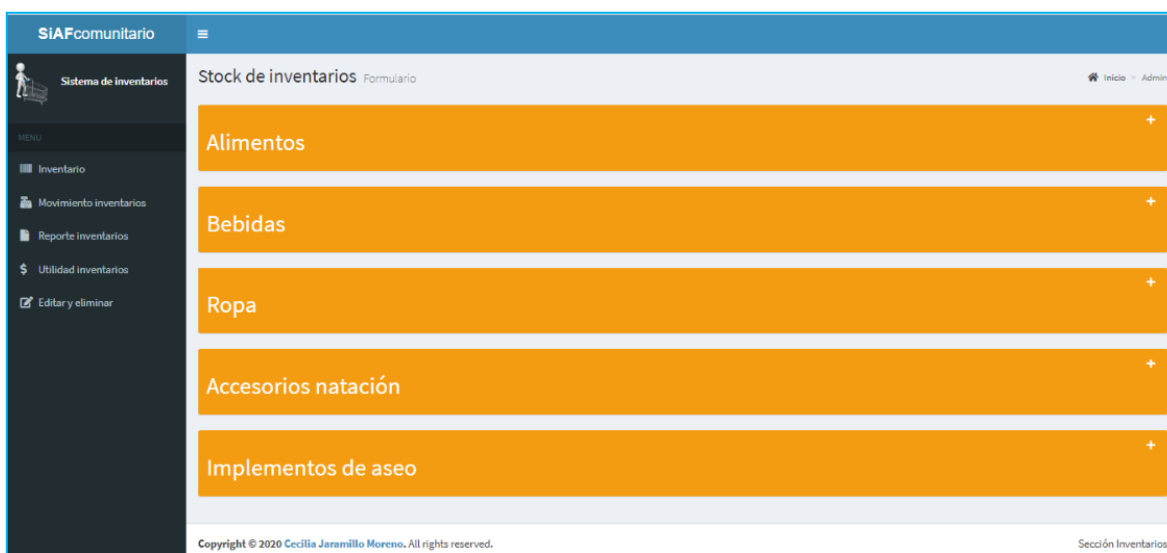 SiAFcomunitario
Sistema de inventarios
MENU
Inventario
Movimiento inventarios
Reporte inventarios
$ Utilidad inventarios
Editar y eliminar
Stock de inventarios Formulario
Inicio > Admin
Alimentos
+
Bebidas
+
Ropa
+
Accesorios natación
+
Implementos de aseo
+
Copyright © 2020 Cecilia Jaramillo Moreno. All rights reserved.
Sección Inventarios